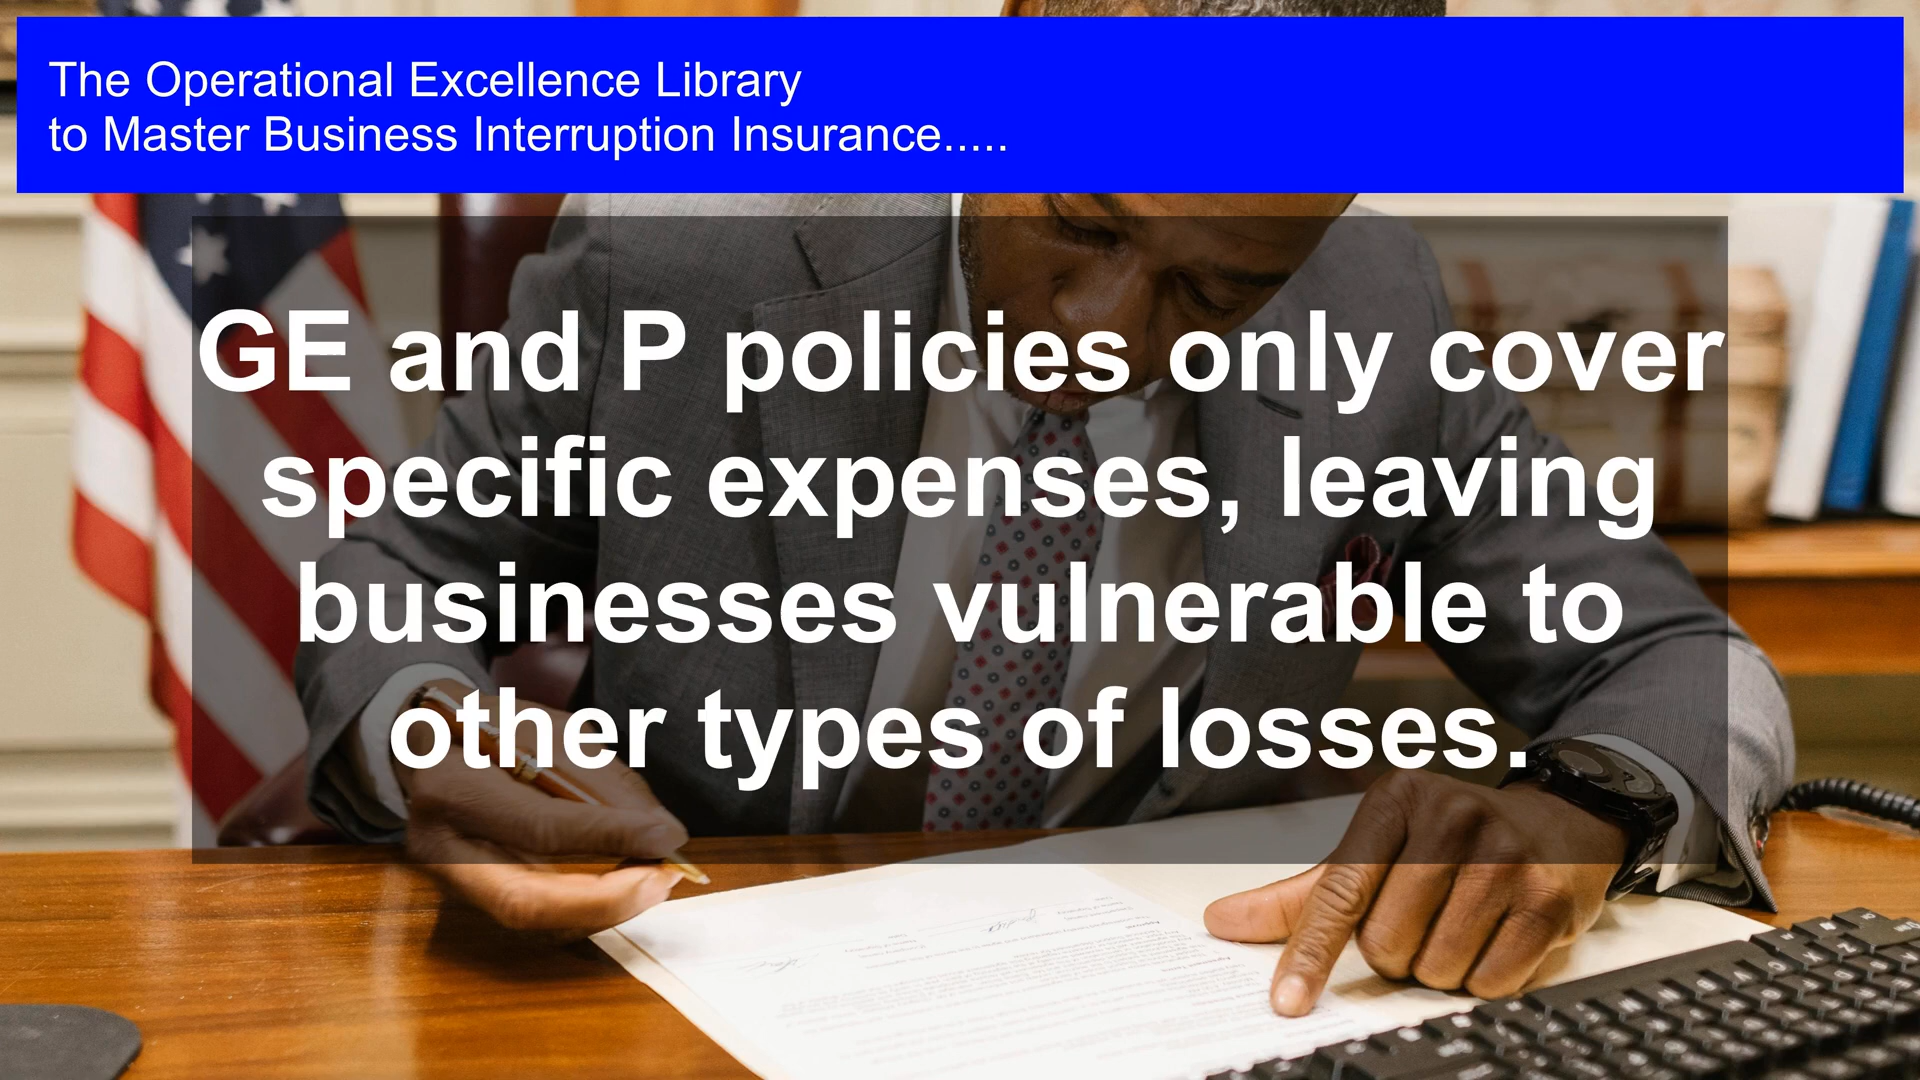 The Operational Excellence Library
to Master Business Interruption Insurance.....
GE and P policies only cover
specific expenses, leaving
businesses vulnerable to
other types of losses.